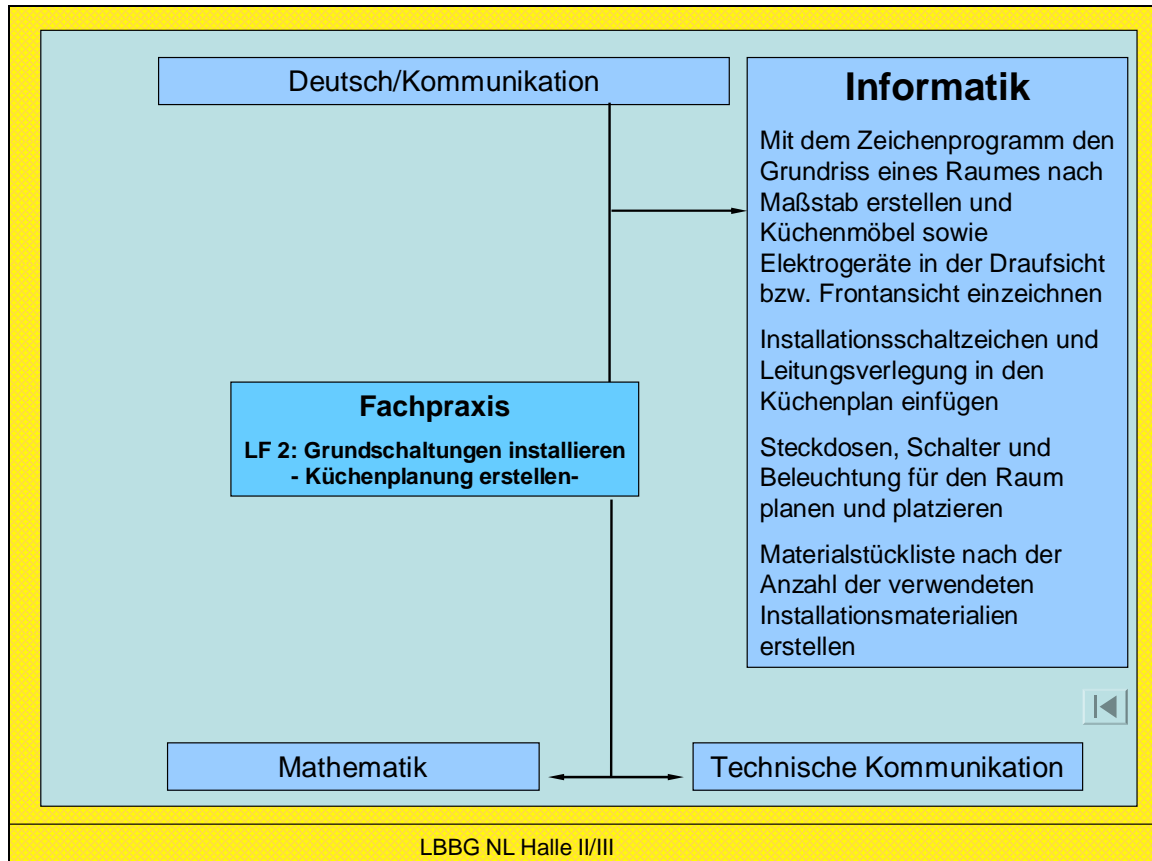 Deutsch/Kommunikation
Informatik
Mit dem Zeichenprogramm den
Grundriss eines Raumes nach
Maßstab erstellen und
Küchenmöbel sowie
Elektrogeräte in der Draufsicht
bzw. Frontansicht einzeichnen
Installationsschaltzeichen und
Leitungsverlegung in den
Küchenplan einfügen
Steckdosen, Schalter und
Beleuchtung für den Raum
planen und platzieren
Materialstückliste nach der
Anzahl der verwendeten
Installationsmaterialien
erstellen
Fachpraxis
LF 2: Grundschaltungen installieren
- Küchenplanung erstellen-
Mathematik
Technische Kommunikation
LBBG NL Halle II/III